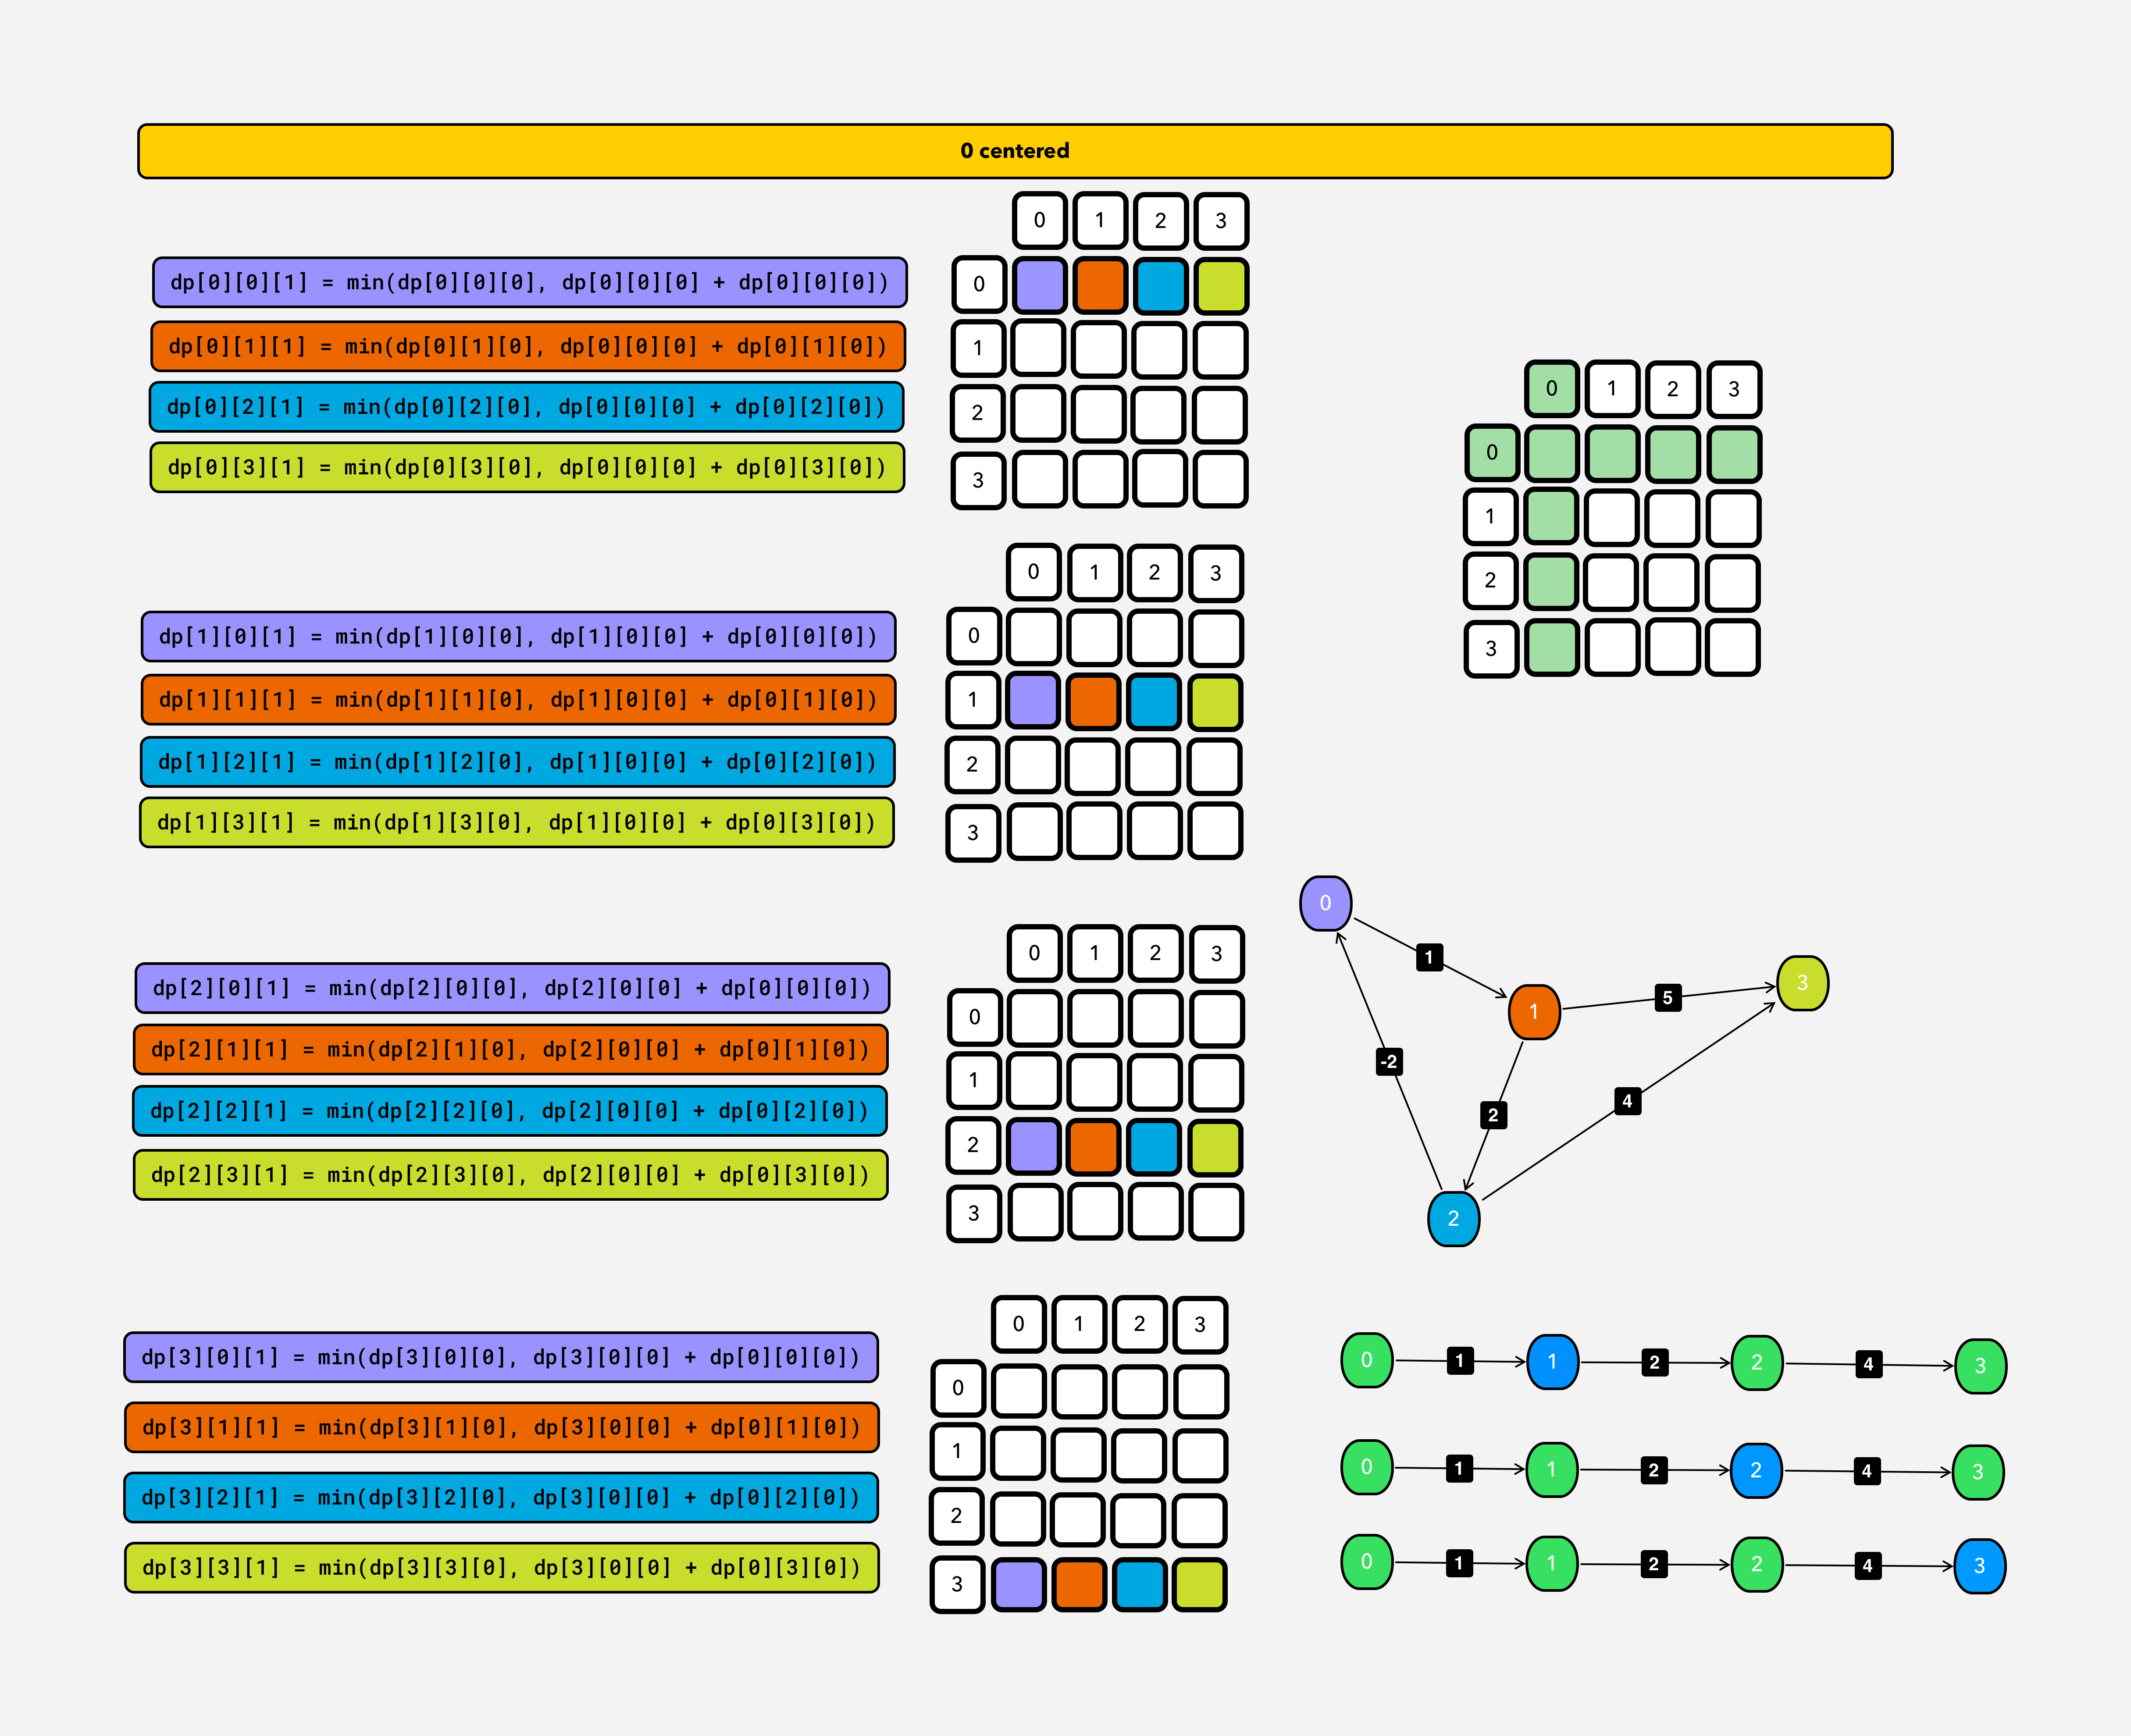 0 centered
0 1 2 3
dp[0][0][1] = min(dp[0][0][0], dp[0][0][0] + dp[0][0][0])
0
dp[0][1][1] = min(dp[0][1][0], dp[0][0][0] + dp[0][1][0])
1
dp[0][2][1] = min(dp[0][2][0], dp[0][0][0] + dp[0][2][0])
2
dp[0][3][1] = min(dp[0][3][0], dp[0][0][0] + dp[0][3][0])
3
0 1 2 3
0
1
2
3
0 1 2 3
dp[1][0][1] = min(dp[1][0][0], dp[1][0][0] + dp[0][0][0])
0
dp[1][1][1] = min(dp[1][1][0], dp[1][0][0] + dp[0][1][0])
1
dp[1][2][1] = min(dp[1][2][0], dp[1][0][0] + dp[0][2][0])
2
dp[1][3][1] = min(dp[1][3][0], dp[1][0][0] + dp[0][3][0])
3
0 1 2 3
dp[2][0][1] = min(dp[2][0][0], dp[2][0][0] + dp[0][0][0])
0
dp[2][1][1] = min(dp[2][1][0], dp[2][0][0] + dp[0][1][0])
1
dp[2][2][1] = min(dp[2][2][0], dp[2][0][0] + dp[0][2][0])
2
dp[2][3][1] = min(dp[2][3][0], dp[2][0][0] + dp[0][3][0])
3
0
1
3
5
1
-2
4
2
2
0 1 2 3
dp[3][0][1] = min(dp[3][0][0], dp[3][0][0] + dp[0][0][0])
0
dp[3][1][1] = min(dp[3][1][0], dp[3][0][0] + dp[0][1][0])
1
dp[3][2][1] = min(dp[3][2][0], dp[3][0][0] + dp[0][2][0])
2
dp[3][3][1] = min(dp[3][3][0], dp[3][0][0] + dp[0][3][0])
3
0 1 1 2 2 4 3
0 1 1 2 2 4 3
0 1 1 2 2 4 3